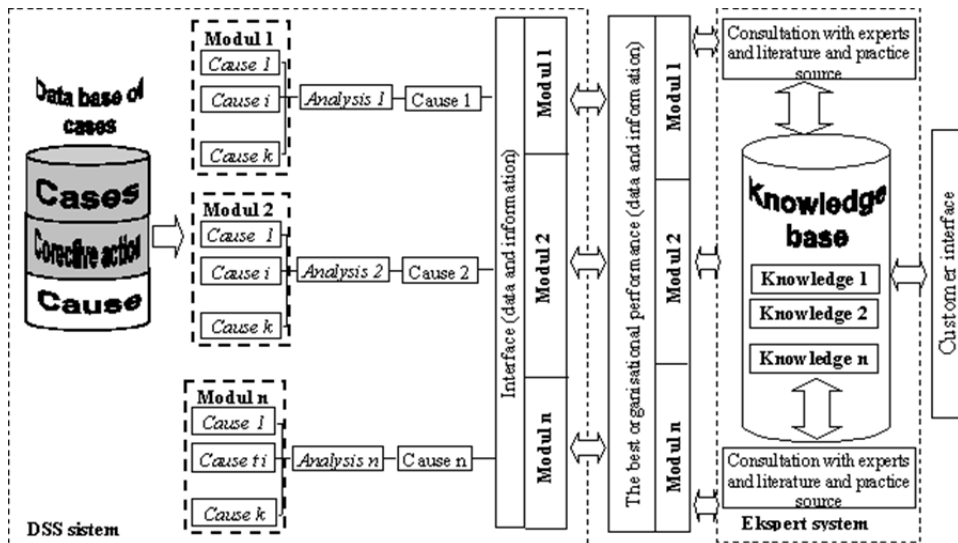 Data base of
cases
Cases
Corective action
Cause
Modul 1
Cause 1
Cause i
Cause k
Analysis 1
Cause 1
Modul 2
Cause 1
Cause i
Cause k
Analysis 2
Cause 2
Modul n
Cause 1
Cause ti
Cause k
Analysis n
Cause n
DSS sistem
Interface (data and information)
Modul 1
Modul 2
Modul n
The best organisational performance (data and information)
Modul 1
Modul 2
Modul n
Consultation with experts
and literature and practice
source
Knowledge
base
Knowledge 1
Knowledge 2
Knowledge n
Consultation with experts
and literature and practice
source
Ekspert system
Customer interface